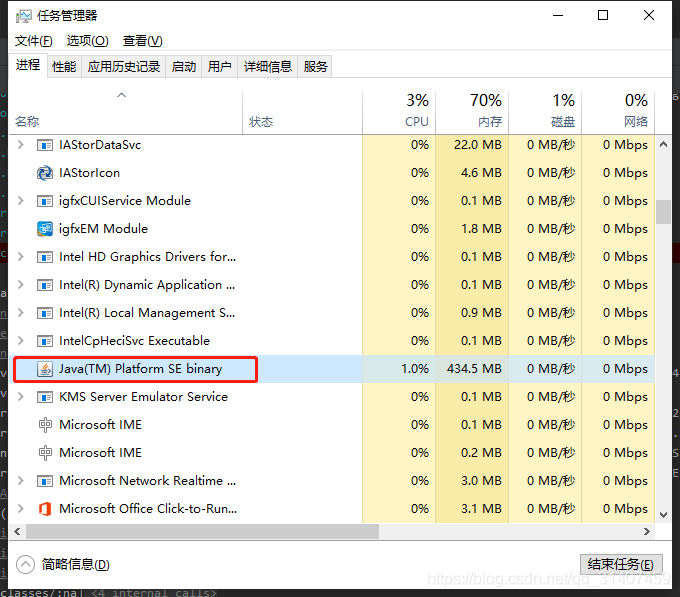 任务管理器
文件(F) 选项(O) 查看(V)
进程 性能 应用历史记录 启动 用户 详细信息 服务
3% 70% 1% 0%
名称 状态 CPU 内存 磁盘 网络
IAStorDataSvc 0% 22.0 MB 0 MB/秒 0 Mbps
IAStorIcon 0% 4.6 MB 0 MB/秒 0 Mbps
igfxCUIService Module 0% 0.1 MB 0 MB/秒 0 Mbps
igfxEM Module 0% 1.8 MB 0 MB/秒 0 Mbps
Intel HD Graphics Drivers for... 0% 0.1 MB 0 MB/秒 0 Mbps
Intel(R) Dynamic Application ... 0% 0.1 MB 0 MB/秒 0 Mbps
Intel(R) Local Management S... 0% 0.9 MB 0 MB/秒 0 Mbps
IntelCpHeciSvc Executable 0% 0.1 MB 0 MB/秒 0 Mbps
Java(TM) Platform SE binary 1.0% 434.5 MB 0 MB/秒 0 Mbps
KMS Server Emulator Service 0% 0.1 MB 0 MB/秒 0 Mbps
Microsoft IME 0% 0.1 MB 0 MB/秒 0 Mbps
Microsoft IME 0% 0.2 MB 0 MB/秒 0 Mbps
Microsoft Network Realtime ... 0% 3.0 MB 0 MB/秒 0 Mbps
Microsoft Office Click-to-Run... 0% 3.1 MB 0 MB/秒 0 Mbps
简略信息(D) 结束任务(E)
https://blog.csdn.net/qq_31407459
classes/:na] <4 internal calls>